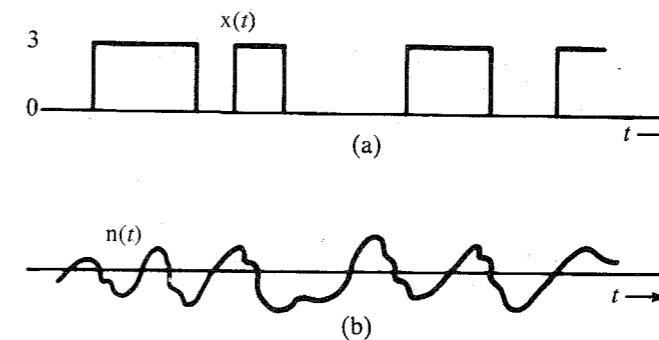 x(t)
3
0
t →
(a)
n(t)
t →
(b)